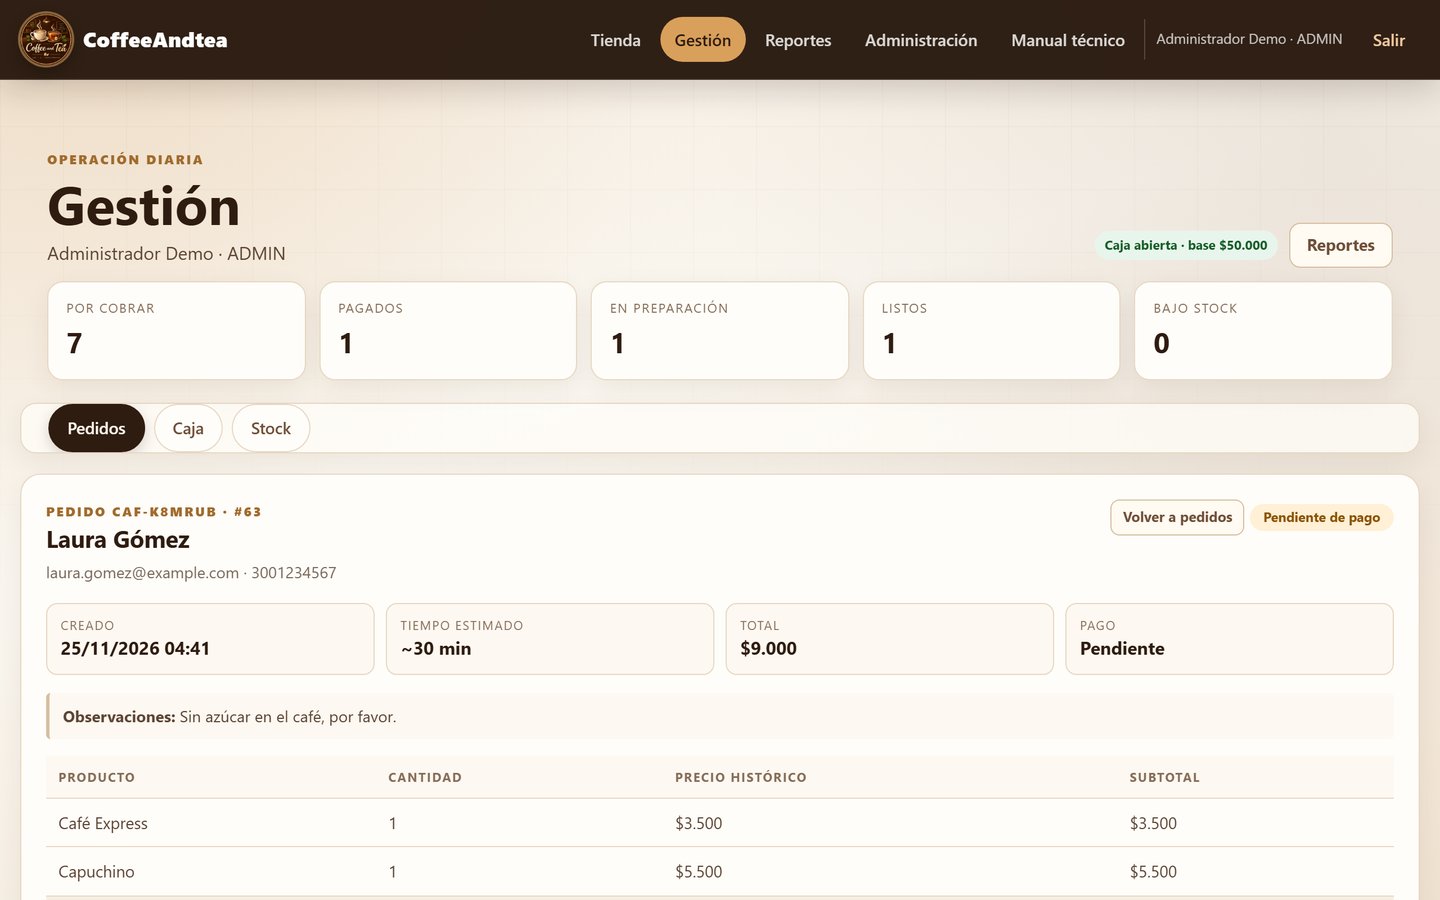 Coffee and Tea
CoffeeAndtea
Tienda
Gestión
Reportes
Administración
Manual técnico
Administrador Demo · ADMIN
Salir
OPERACIÓN DIARIA
Gestión
Administrador Demo · ADMIN
Caja abierta · base $50.000
Reportes
POR COBRAR
7
PAGADOS
1
EN PREPARACIÓN
1
LISTOS
1
BAJO STOCK
0
Pedidos
Caja
Stock
PEDIDO CAF-K8MRUB · #63
Laura Gómez
laura.gomez@example.com · 3001234567
Volver a pedidos
Pendiente de pago
CREADO
25/11/2026 04:41
TIEMPO ESTIMADO
~30 min
TOTAL
$9.000
PAGO
Pendiente
Observaciones: Sin azúcar en el café, por favor.
PRODUCTO CANTIDAD PRECIO HISTÓRICO SUBTOTAL
Café Express 1 $3.500 $3.500
Capuchino 1 $5.500 $5.500